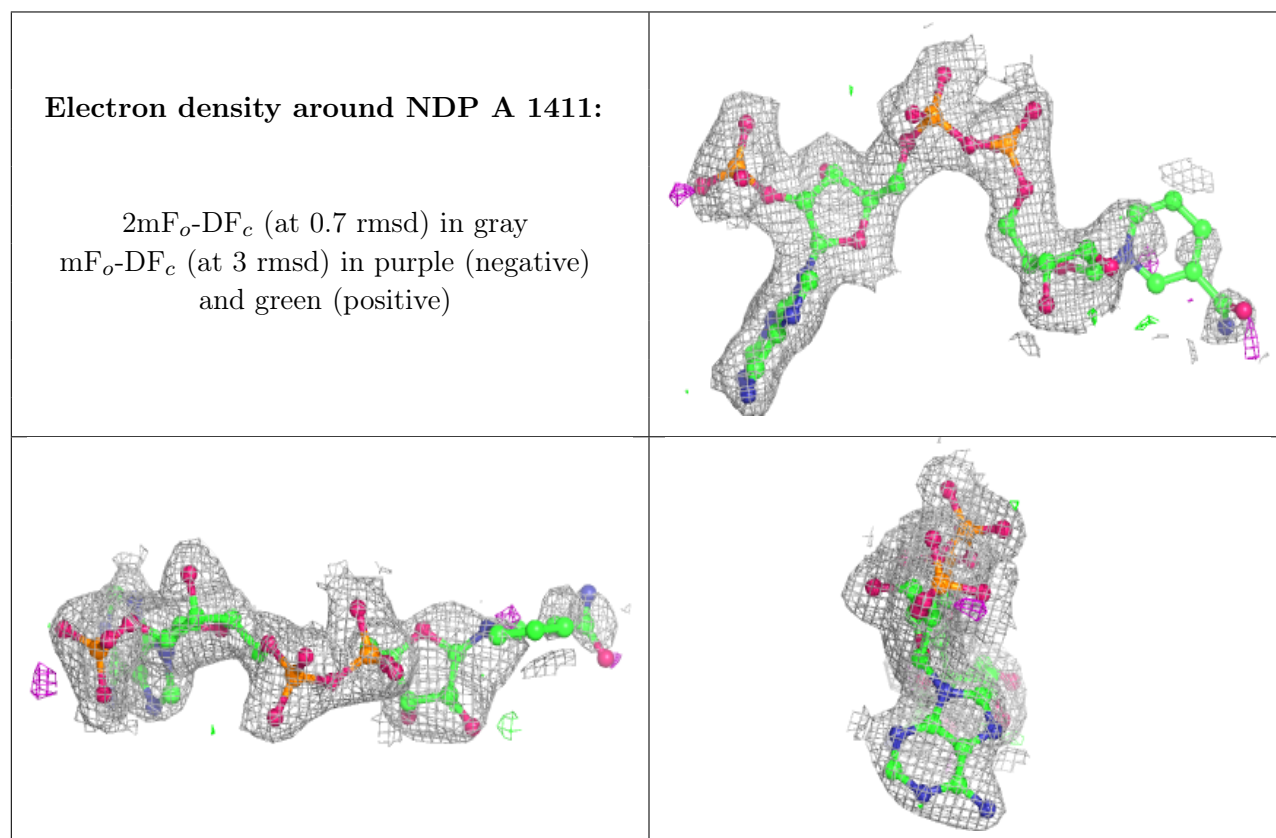 Electron density around NDP A 1411:
2mFo-DFc (at 0.7 rmsd) in gray
mFo-DFc (at 3 rmsd) in purple (negative)
and green (positive)